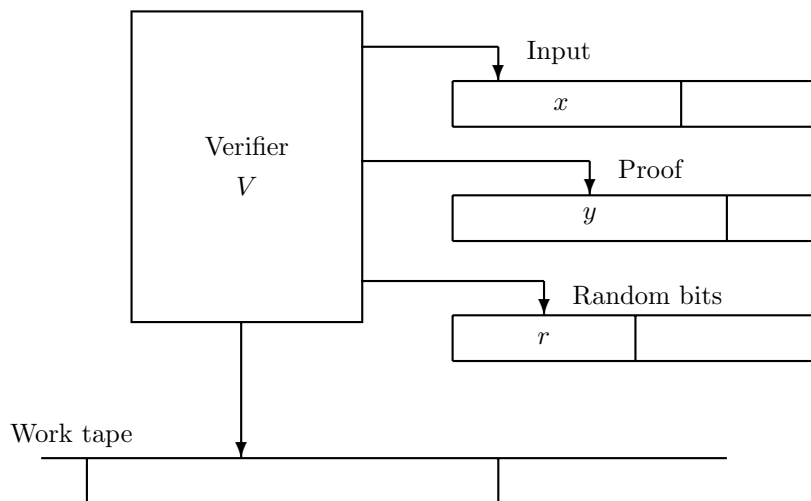 Input
x
Verifier
V
Proof
y
Random bits
r
Work tape